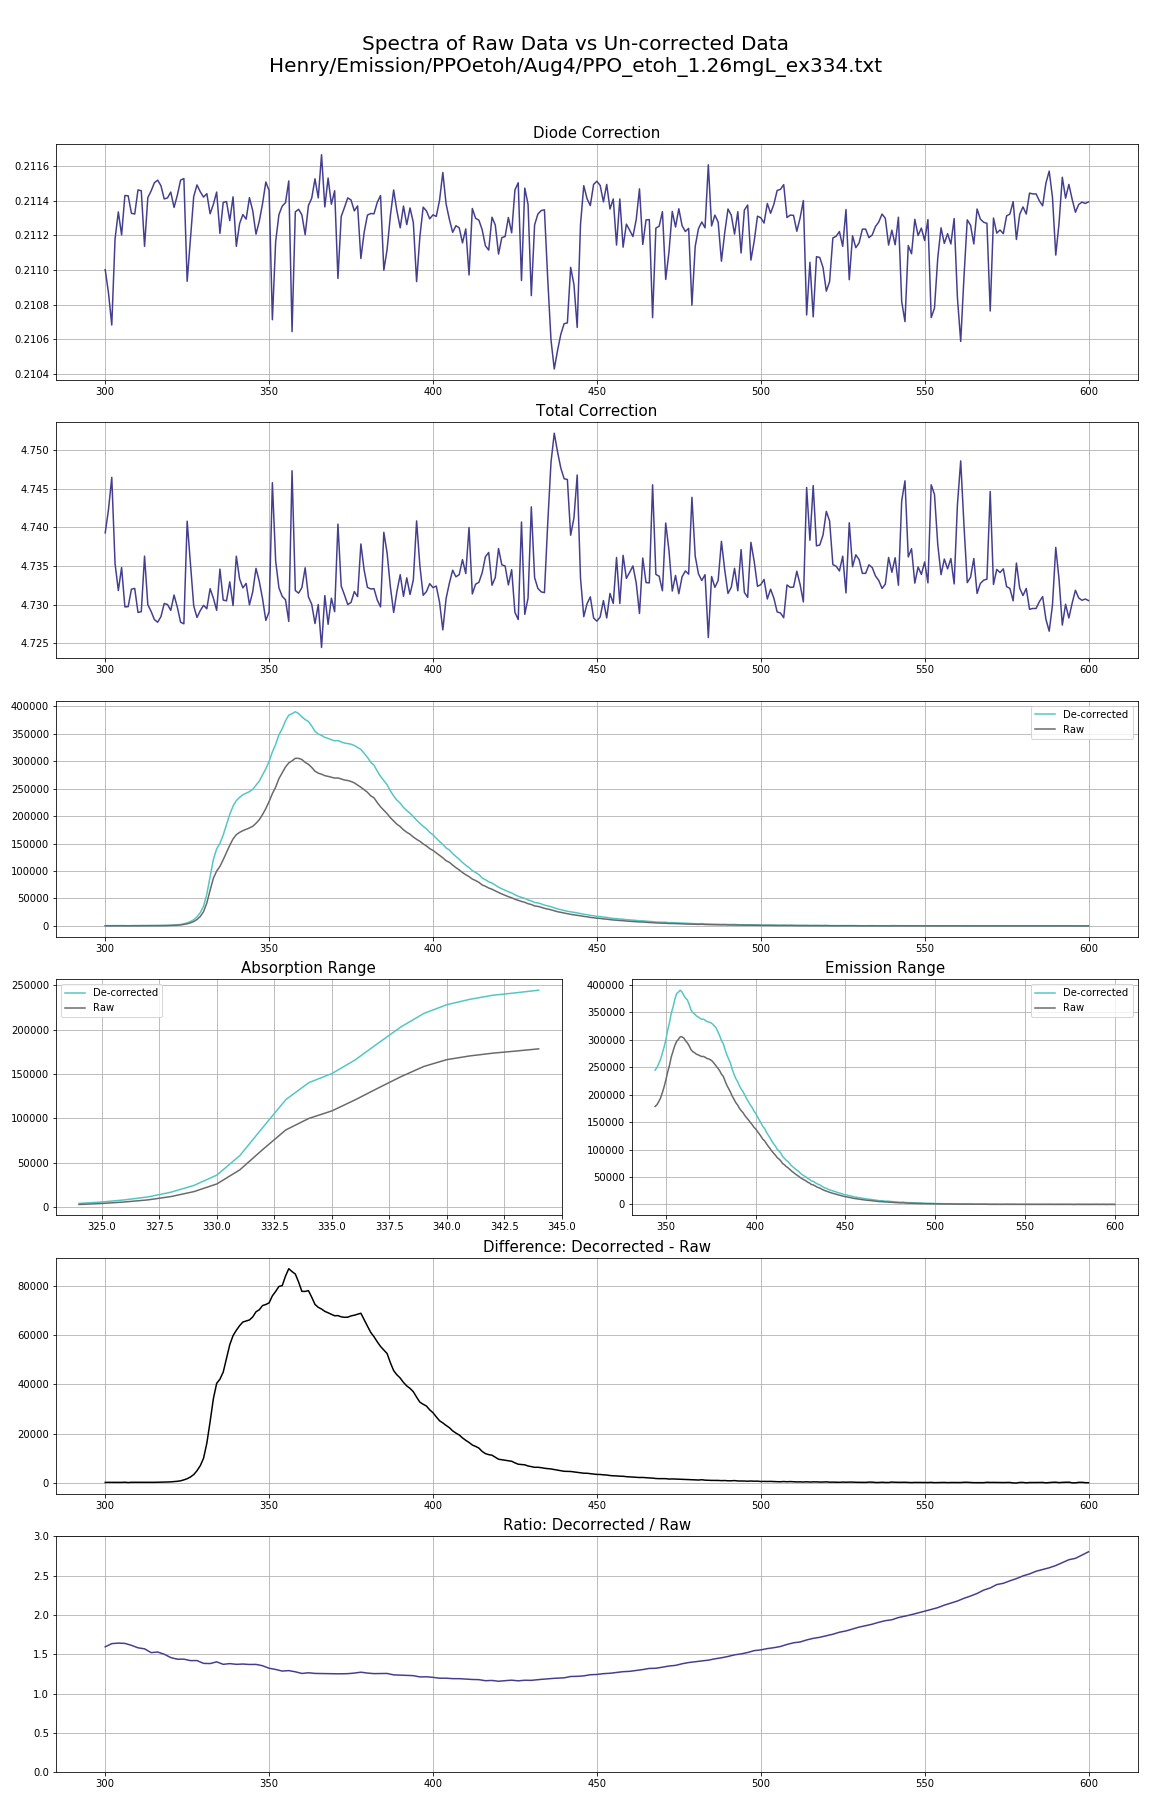 Spectra of Raw Data vs Un-corrected Data
Henry/Emission/PPOetoh/Aug4/PPO_etoh_1.26mgL_ex334.txt
Diode Correction
0.2116
0.2114
0.2112
0.2110
0.2108
0.2106
0.2104
300 350 400 450 500 550 600
Total Correction
4.750
4.745
4.740
4.735
4.730
4.725
300 350 400 450 500 550 600
400000
350000
300000
250000
200000
150000
100000
50000
0
De-corrected
Raw
300 350 400 450 500 550 600
Absorption Range
250000
200000
150000
100000
50000
0
De-corrected
Raw
325.0 327.5 330.0 332.5 335.0 337.5 340.0 342.5 345.0
Emission Range
400000
350000
300000
250000
200000
150000
100000
50000
0
De-corrected
Raw
350 400 450 500 550 600
Difference: Decorrected - Raw
80000
60000
40000
20000
0
300 350 400 450 500 550 600
Ratio: Decorrected / Raw
3.0
2.5
2.0
1.5
1.0
0.5
0.0
300 350 400 450 500 550 600